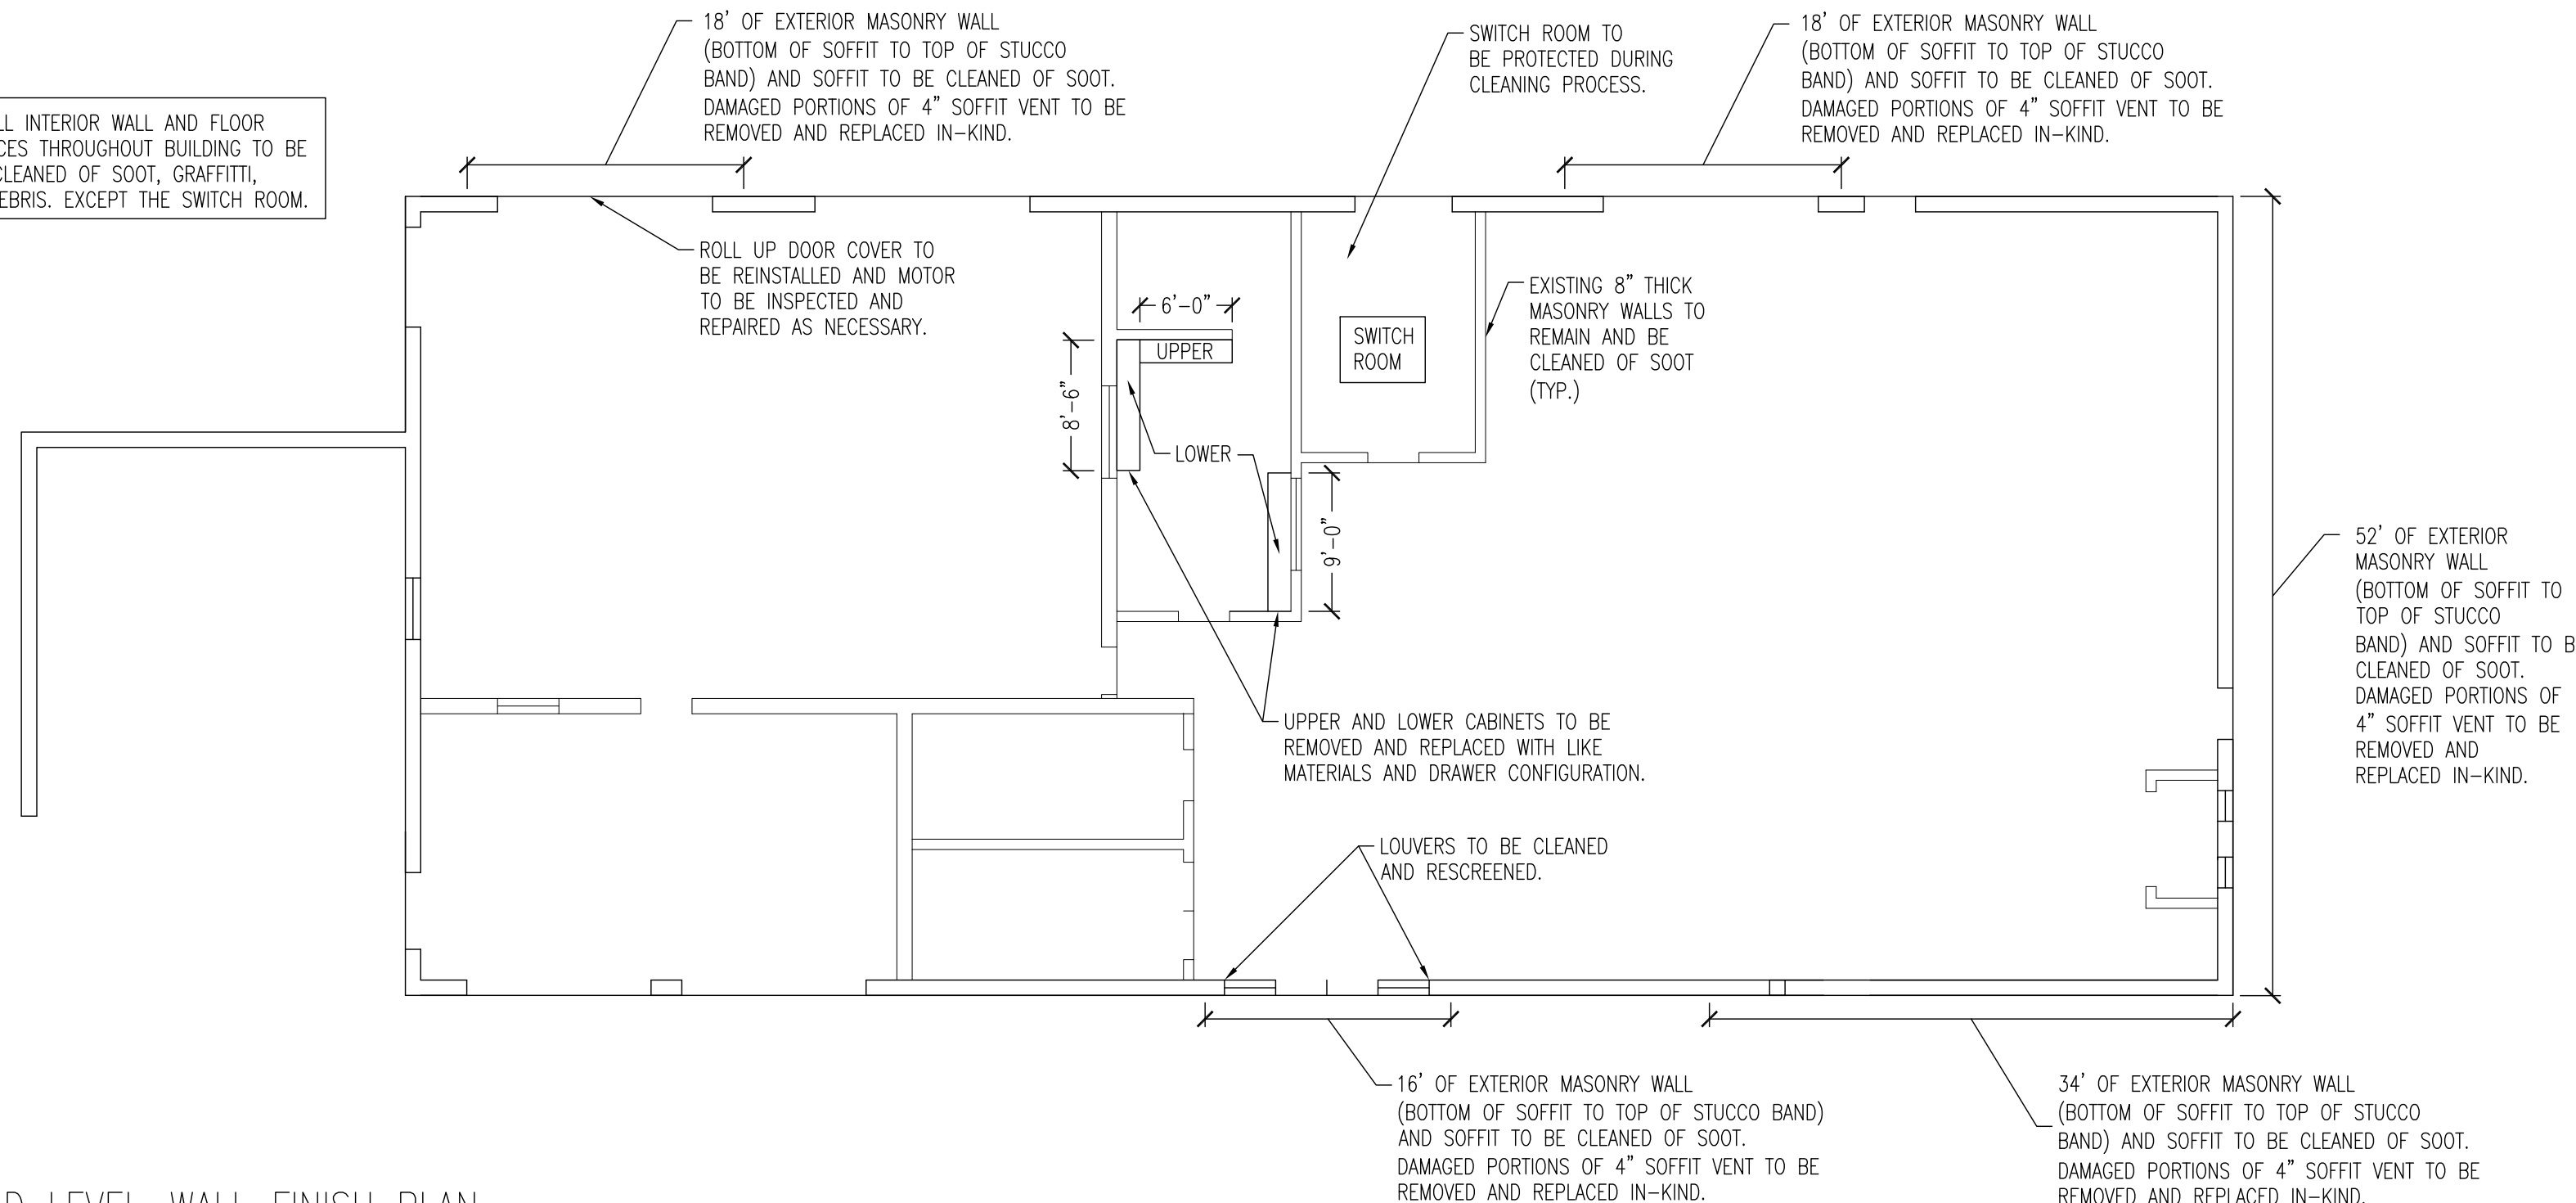 18' OF EXTERIOR MASONRY WALL
(BOTTOM OF SOFFIT TO TOP OF STUCCO
BAND) AND SOFFIT TO BE CLEANED OF SOOT.
DAMAGED PORTIONS OF 4" SOFFIT VENT TO BE
REMOVED AND REPLACED IN-KIND.
SWITCH ROOM TO
BE PROTECTED DURING
CLEANING PROCESS.
18' OF EXTERIOR MASONRY WALL
(BOTTOM OF SOFFIT TO TOP OF STUCCO
BAND) AND SOFFIT TO BE CLEANED OF SOOT.
DAMAGED PORTIONS OF 4" SOFFIT VENT TO BE
REMOVED AND REPLACED IN-KIND.
INTERIOR WALL AND FLOOR
THROUGHOUT BUILDING TO BE
CLEANED OF SOOT, GRAFFITTI,
EXCEPT THE SWITCH ROOM.
ROLL UP DOOR COVER TO
BE REINSTALLED AND MOTOR
TO BE INSPECTED AND
REPAIRED AS NECESSARY.
EXISTING 8" THICK
MASONRY WALLS TO
REMAIN AND BE
CLEANED OF SOOT
(TYP.)
6'-0"
UPPER
SWITCH
ROOM
8'-6"
LOWER
9'-0"
52' OF EXTERIOR
MASONRY WALL
(BOTTOM OF SOFFIT TO
TOP OF STUCCO
BAND) AND SOFFIT TO
CLEANED OF SOOT.
DAMAGED PORTIONS OF
4" SOFFIT VENT TO BE
REMOVED AND
REPLACED IN-KIND.
UPPER AND LOWER CABINETS TO BE
REMOVED AND REPLACED WITH LIKE
MATERIALS AND DRAWER CONFIGURATION.
LOUVERS TO BE CLEANED
AND RESCREENED.
16' OF EXTERIOR MASONRY WALL
(BOTTOM OF SOFFIT TO TOP OF STUCCO BAND)
AND SOFFIT TO BE CLEANED OF SOOT.
DAMAGED PORTIONS OF 4" SOFFIT VENT TO BE
REMOVED AND REPLACED IN-KIND.
34' OF EXTERIOR MASONRY WALL
(BOTTOM OF SOFFIT TO TOP OF STUCCO
BAND) AND SOFFIT TO BE CLEANED OF SOOT.
DAMAGED PORTIONS OF 4" SOFFIT VENT TO BE
REMOVED AND REPLACED IN-KIND.
LEVEL WALL FINISH PLAN